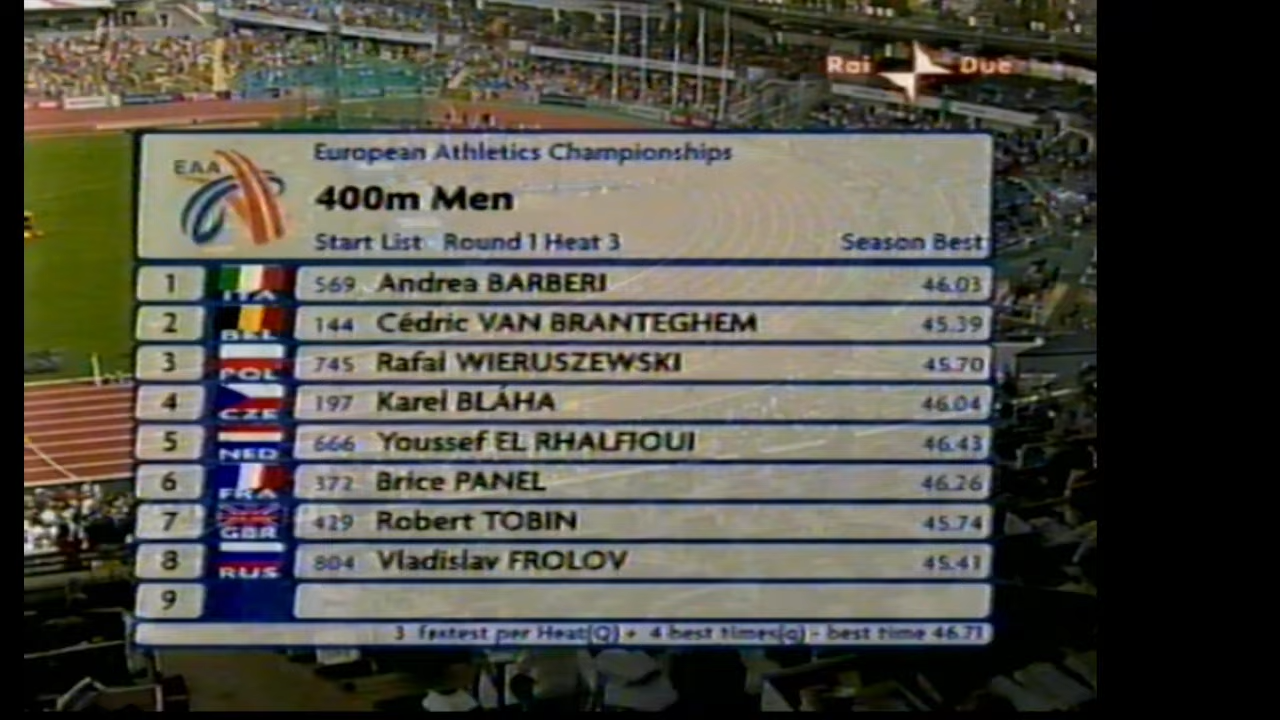 Rai Due
EAA
European Athletics Championships
400m Men
Start List Round 1 Heat 3 Season Best
1 ITA 569 Andrea BARBERI 46.03
2 BEL 144 Cédric VAN BRANTEGHEM 45.39
3 POL 745 Rafal WIERUSZEWSKI 45.70
4 CZE 197 Karel BLÁHA 46.04
5 NED 666 Youssef EL RHALFIOUI 46.43
6 FRA 372 Brice PANEL 46.26
7 GBR 429 Robert TOBIN 45.74
8 RUS 804 Vladislav FROLOV 45.41
9
3 fastest per Heat(Q) + 4 best times(q) - best time 46.71